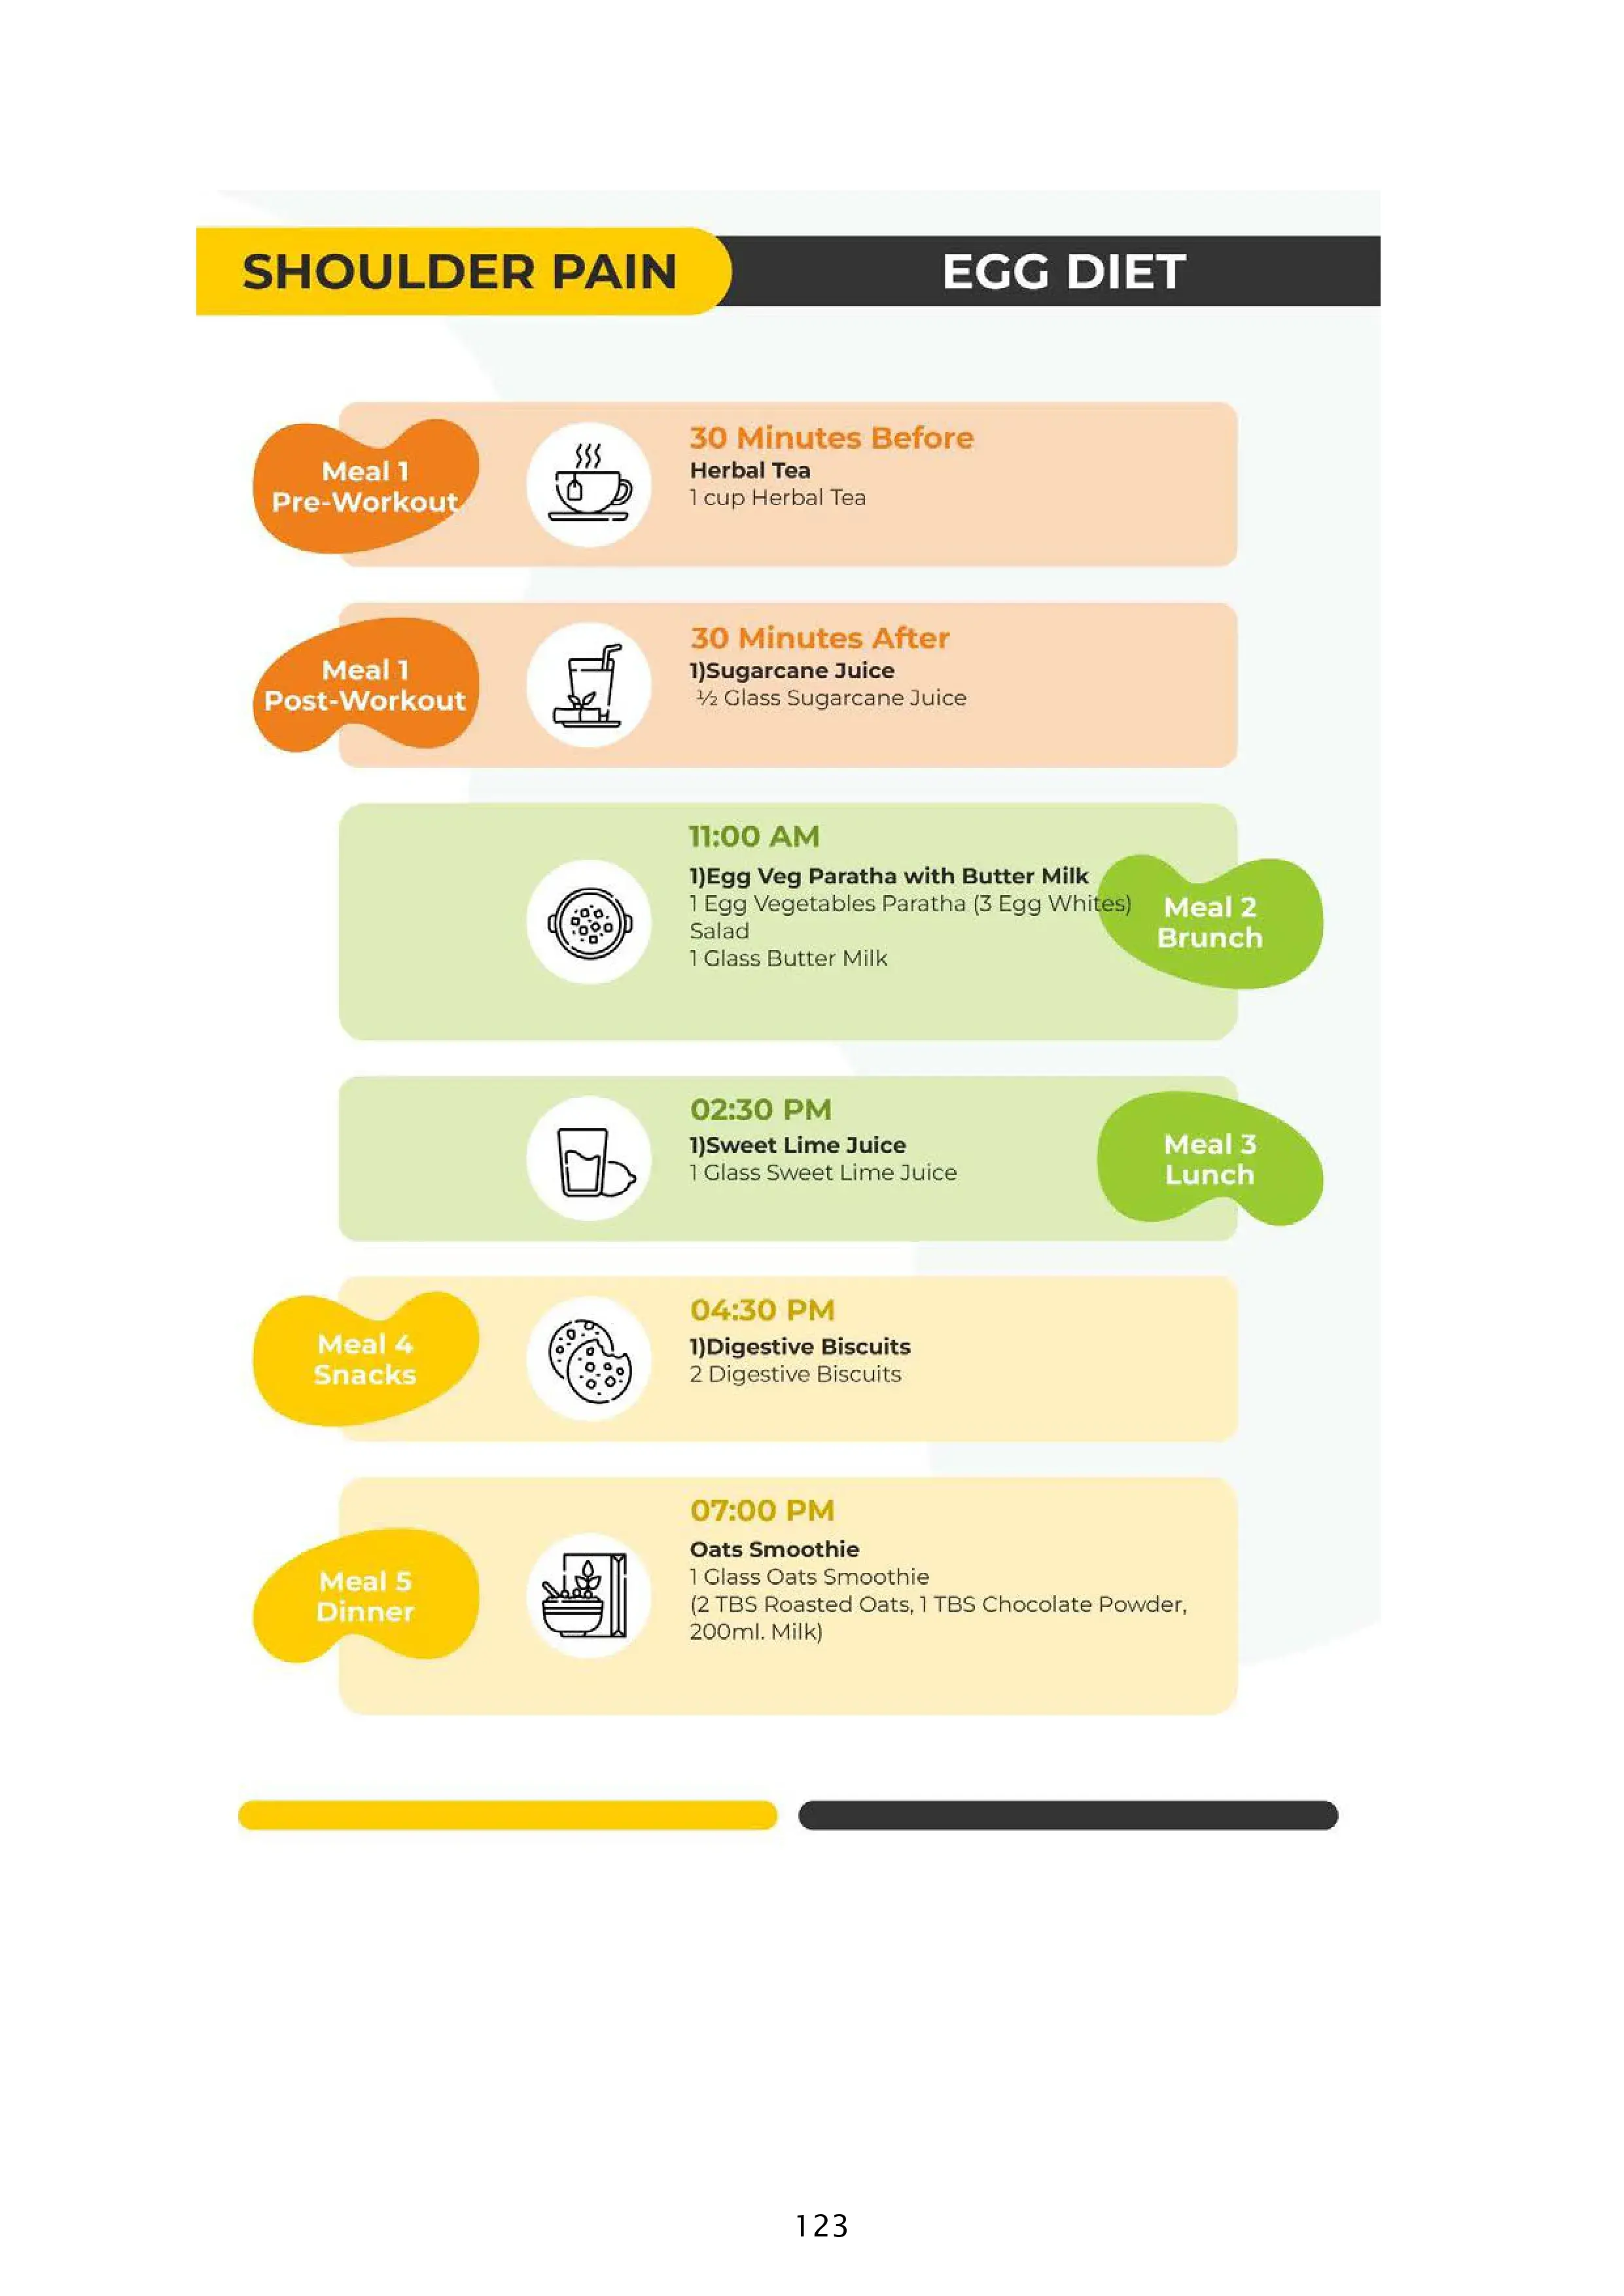 SHOULDER PAIN
EGG DIET
Meal 1
Pre-Workout
30 Minutes Before
Herbal Tea
1 cup Herbal Tea
Meal 1
Post-Workout
30 Minutes After
1)Sugarcane Juice
½ Glass Sugarcane Juice
11:00 AM
1)Egg Veg Paratha with Butter Milk
1 Egg Vegetables Paratha (3 Egg Whites)
Salad
1 Glass Butter Milk
Meal 2
Brunch
02:30 PM
1)Sweet Lime Juice
1 Glass Sweet Lime Juice
Meal 3
Lunch
Meal 4
Snacks
04:30 PM
1)Digestive Biscuits
2 Digestive Biscuits
Meal 5
Dinner
07:00 PM
Oats Smoothie
1 Glass Oats Smoothie
(2 TBS Roasted Oats, 1 TBS Chocolate Powder,
200ml. Milk)
123